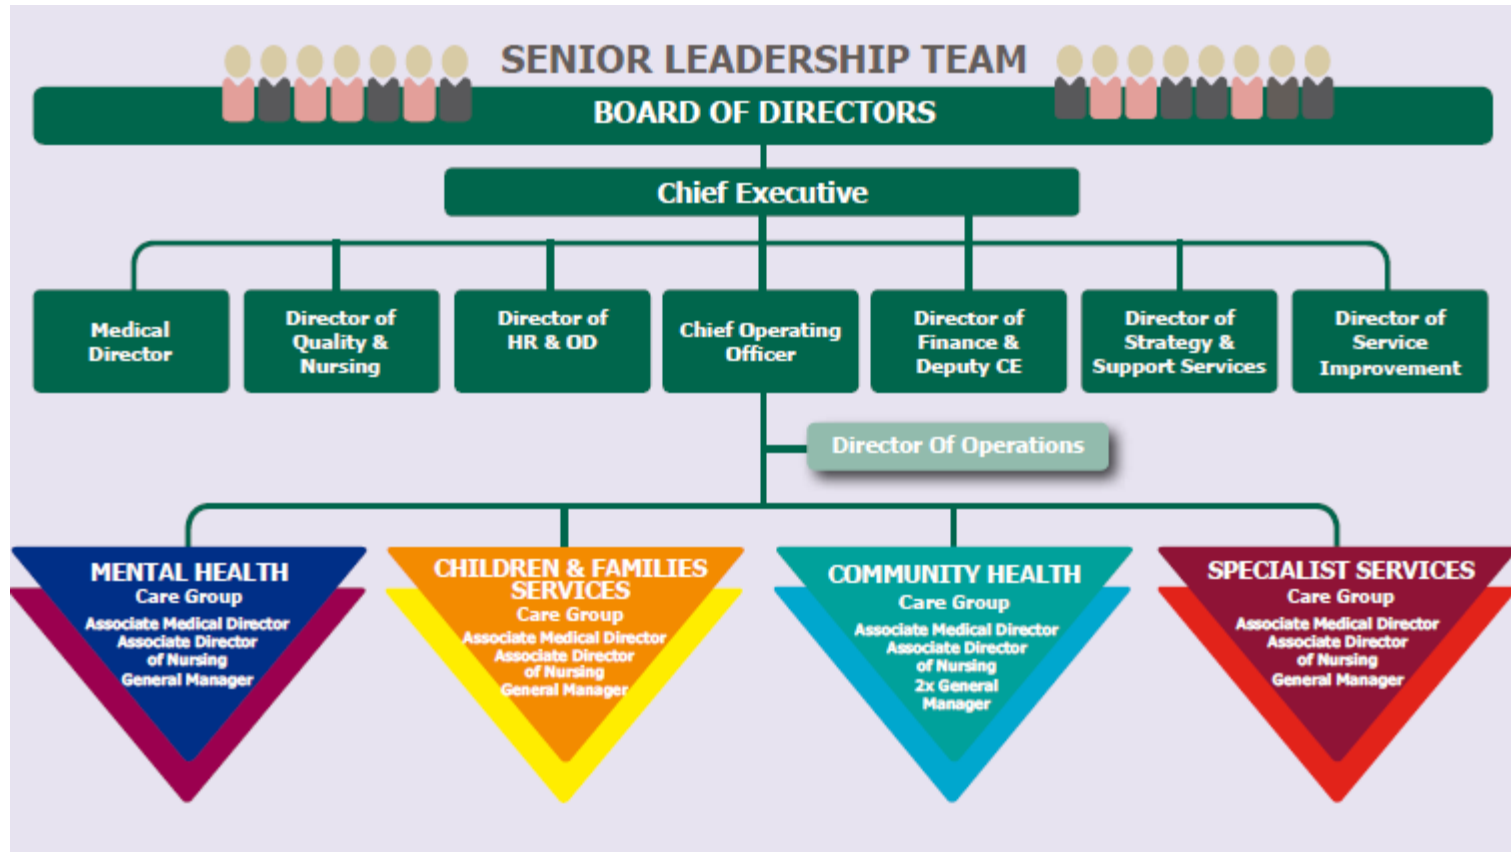 SENIOR LEADERSHIP TEAM
BOARD OF DIRECTORS
Chief Executive
Medical
Director
Director of
Quality &
Nursing
Director of
HR & OD
Chief Operating
Officer
Director of
Finance &
Deputy CE
Director of
Strategy &
Support Services
Director of
Service
Improvement
Director Of Operations
MENTAL HEALTH
Care Group
Associate Medical Director
Associate Director
of Nursing
General Manager
CHILDREN & FAMILIES
SERVICES
Care Group
Associate Medical Director
Associate Director
of Nursing
General Manager
COMMUNITY HEALTH
Care Group
Associate Medical Director
Associate Director
of Nursing
2x General
Manager
SPECIALIST SERVICES
Care Group
Associate Medical Director
Associate Director
of Nursing
General Manager